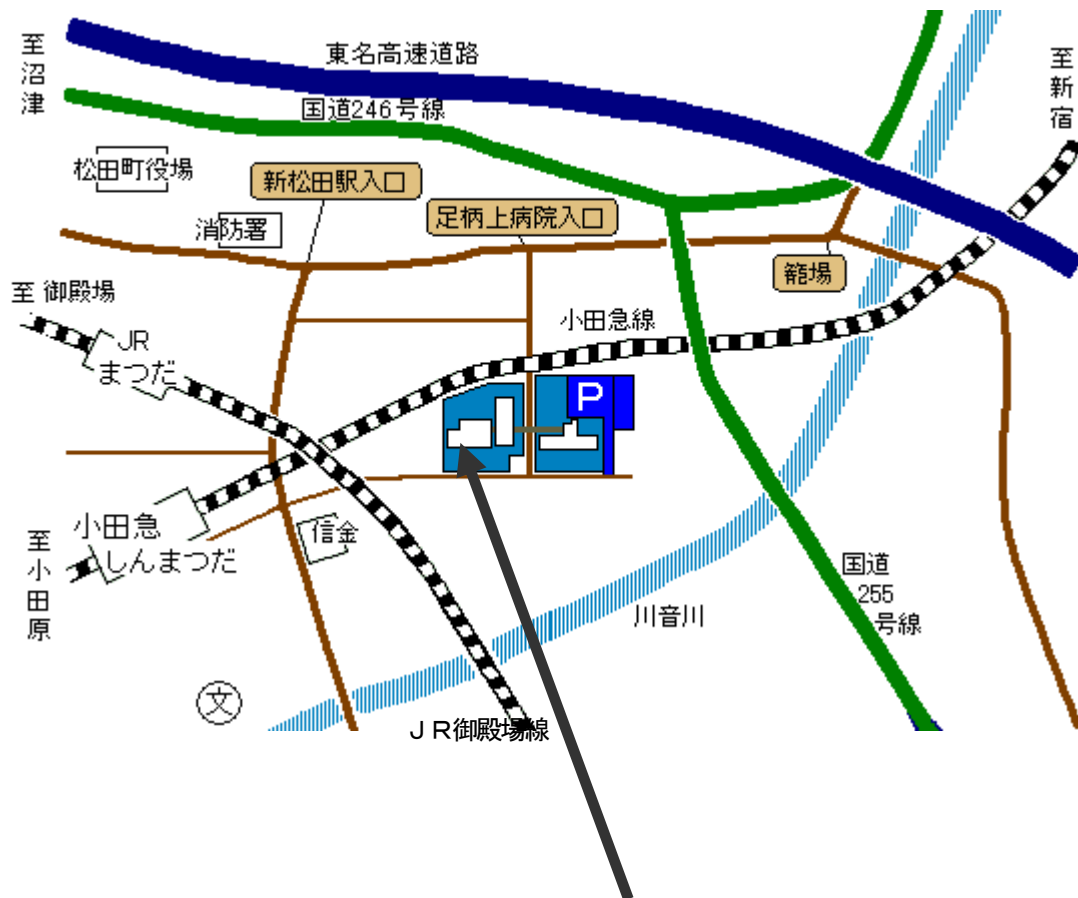 至沼津
東名高速道路
至新宿
国道246号線
松田町役場
新松田駅入口
足柄上病院入口
消防署
籠場
至 御殿場
小田急線
JR
まつだ
P
小田急
しんまつだ
信金
至小田原
国道
255
号線
川音川
文
ＪＲ御殿場線